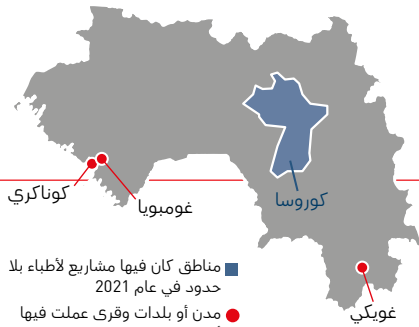 كوناكري
غومبويا
كوروسا
غويكي
مناطق كان فيها مشاريع لأطباء بلا
حدود في عام 2021
مدن أو بلدات وقرى عملت فيها